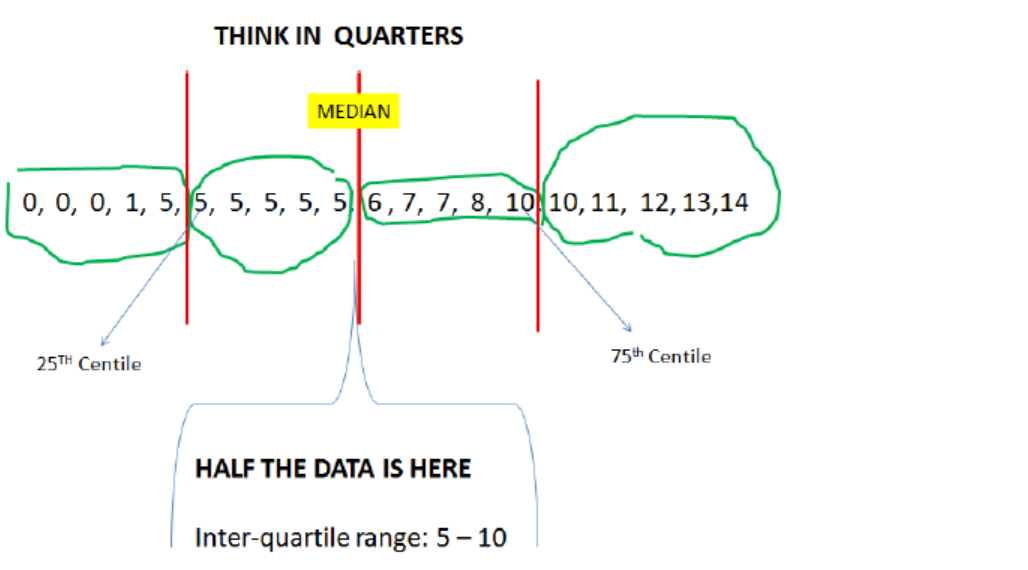 THINK IN QUARTERS
MEDIAN
0, 0, 0, 1, 5, 5, 5, 5, 5, 5, 6, 7, 7, 8, 10, 10, 11, 12, 13, 14
25TH Centile
75th Centile
HALF THE DATA IS HERE
Inter-quartile range: 5 – 10